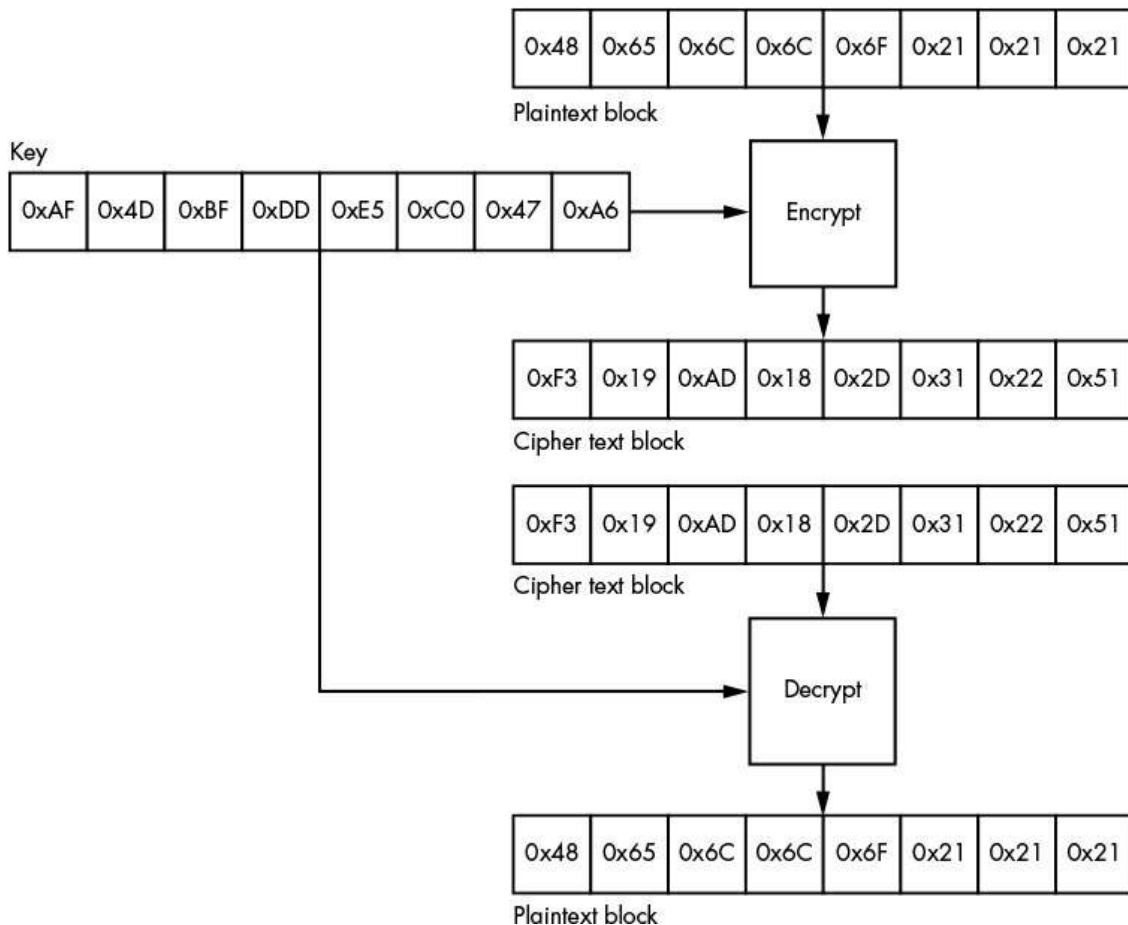 0x48 0x65 0x6C 0x6C 0x6F 0x21 0x21 0x21
Plaintext block
Key
0xAF 0x4D 0xBF 0xDD 0xE5 0xC0 0x47 0xA6
Encrypt
0xF3 0x19 0xAD 0x18 0x2D 0x31 0x22 0x51
Cipher text block
0xF3 0x19 0xAD 0x18 0x2D 0x31 0x22 0x51
Cipher text block
Decrypt
0x48 0x65 0x6C 0x6C 0x6F 0x21 0x21 0x21
Plaintext block